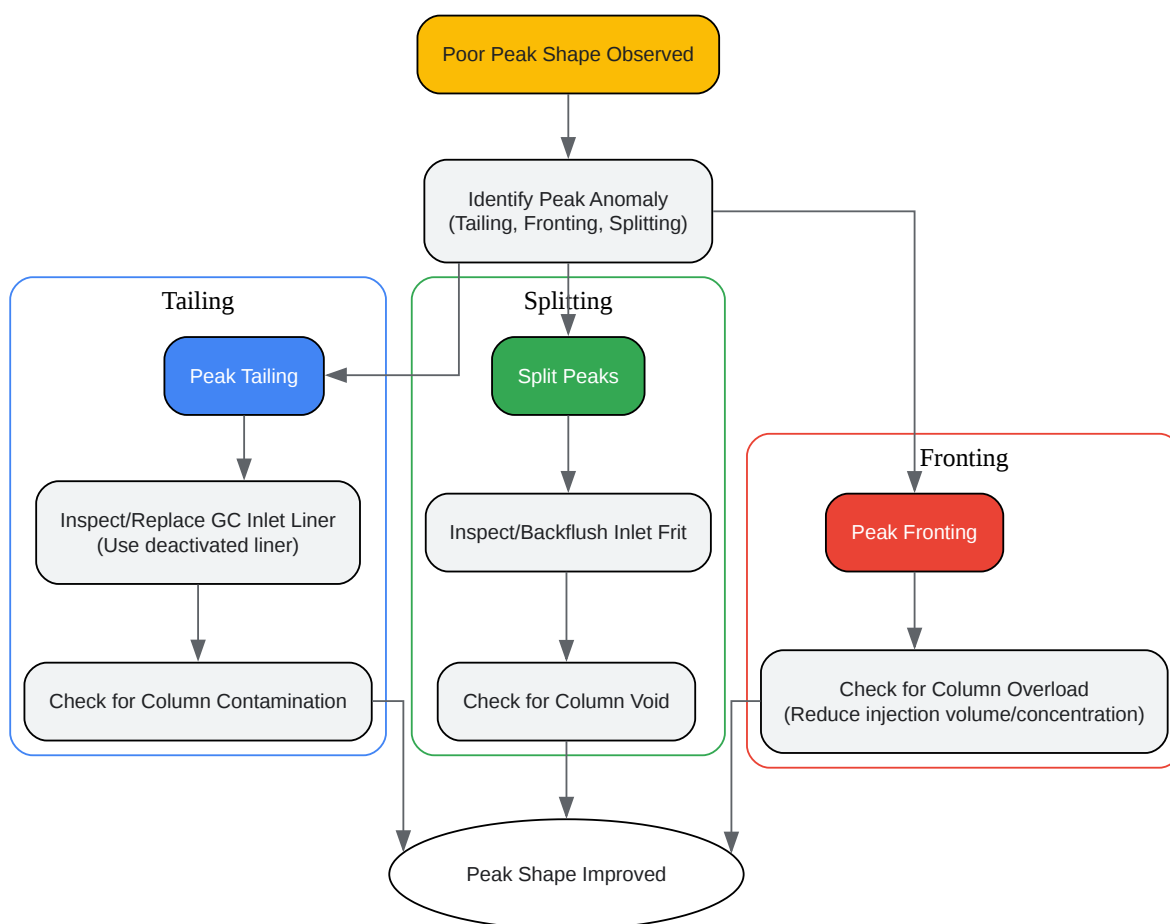 Poor Peak Shape Observed
Identify Peak Anomaly
(Tailing, Fronting, Splitting)
Tailing
Peak Tailing
Inspect/Replace GC Inlet Liner
(Use deactivated liner)
Check for Column Contamination
Splitting
Split Peaks
Inspect/Backflush Inlet Frit
Check for Column Void
Fronting
Peak Fronting
Check for Column Overload
(Reduce injection volume/concentration)
Peak Shape Improved